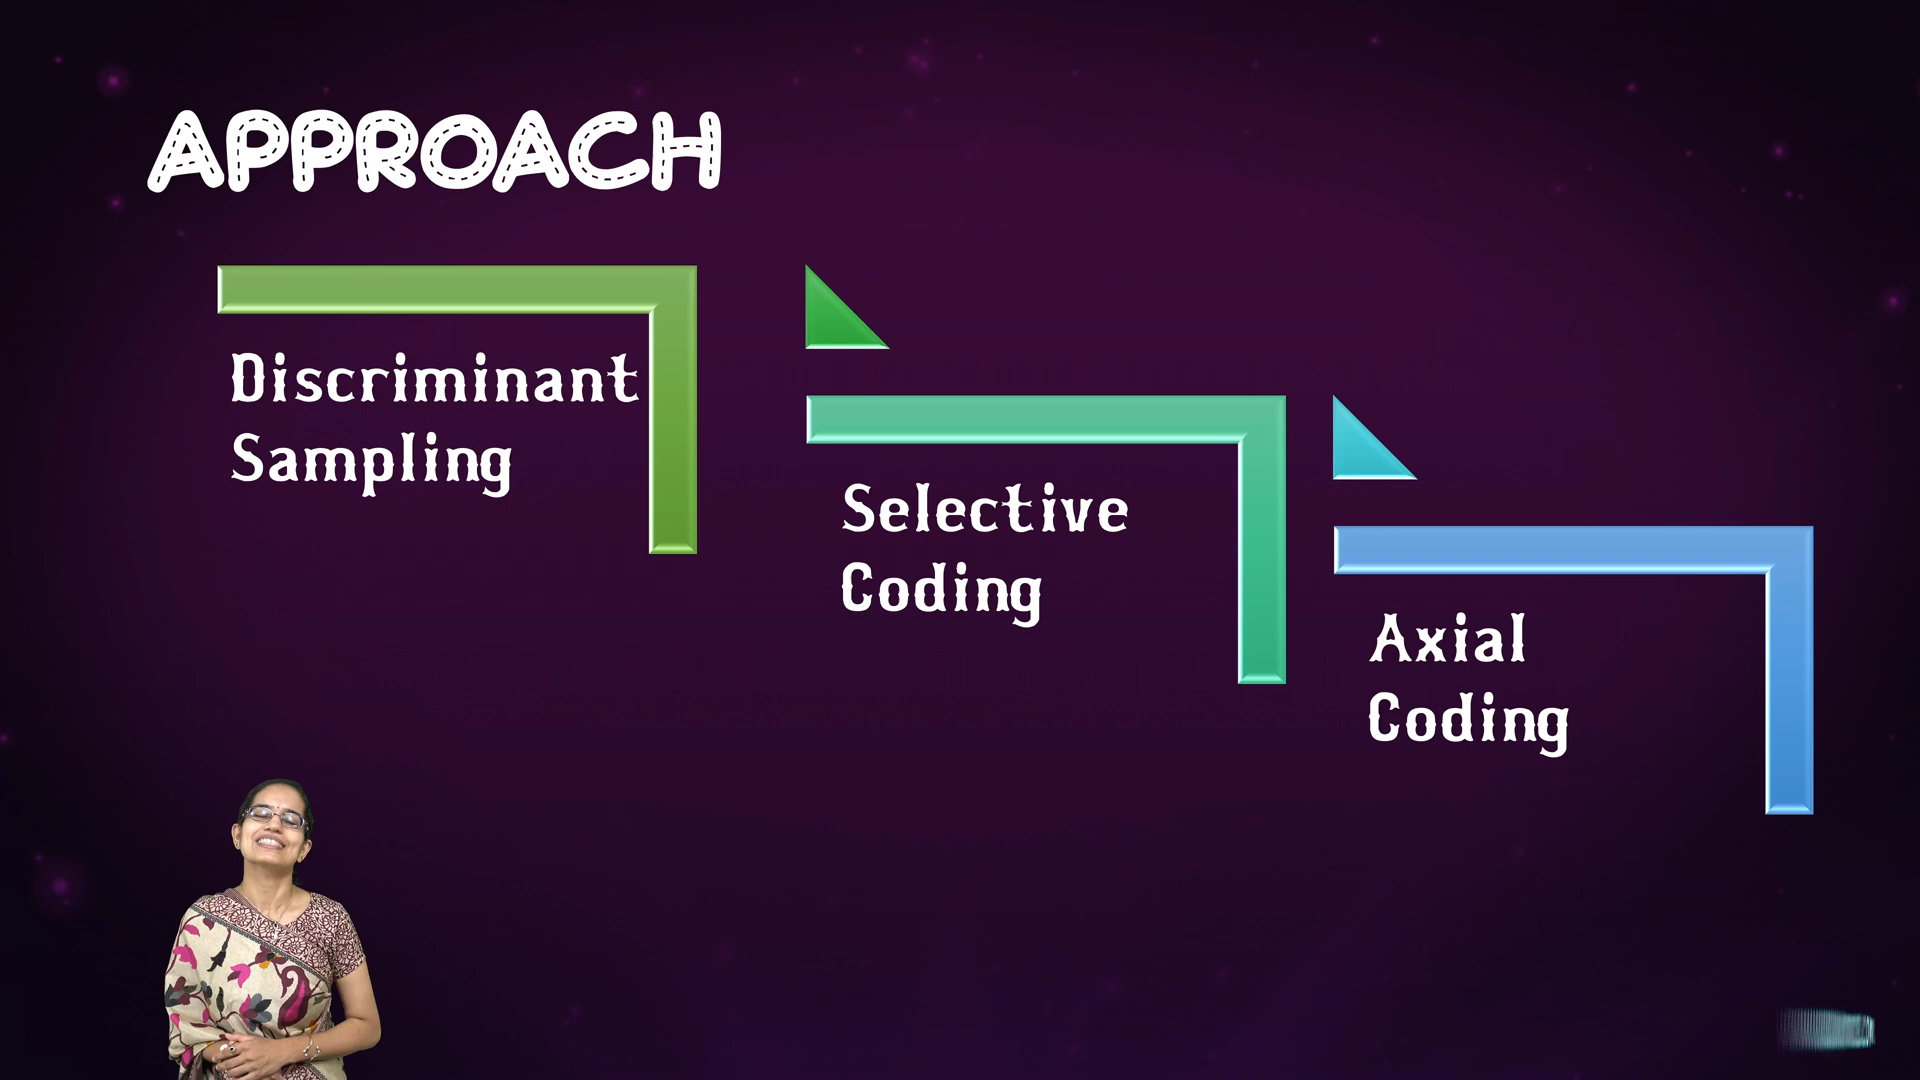 APPROACH
Discriminant
Sampling
Selective
Coding
Axial
Coding